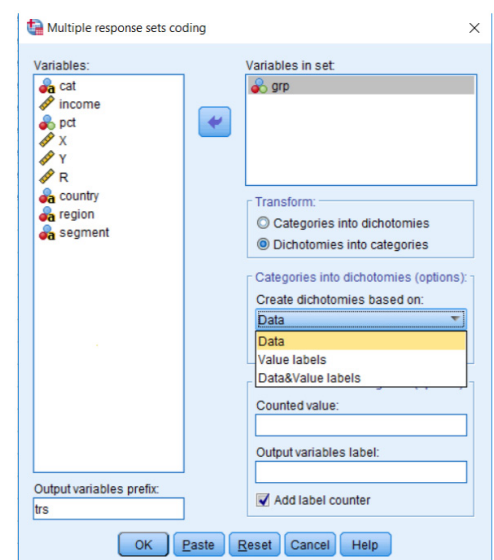 Multiple response sets coding
Variables:
cat
income
pct
X
Y
R
country
region
segment
Output variables prefix:
trs
Variables in set:
grp
Transform:
Categories into dichotomies
Dichotomies into categories
Categories into dichotomies (options):
Create dichotomies based on:
Data
Data
Value labels
Data&Value labels
Counted value:
Output variables label:
Add label counter
OK Paste Reset Cancel Help